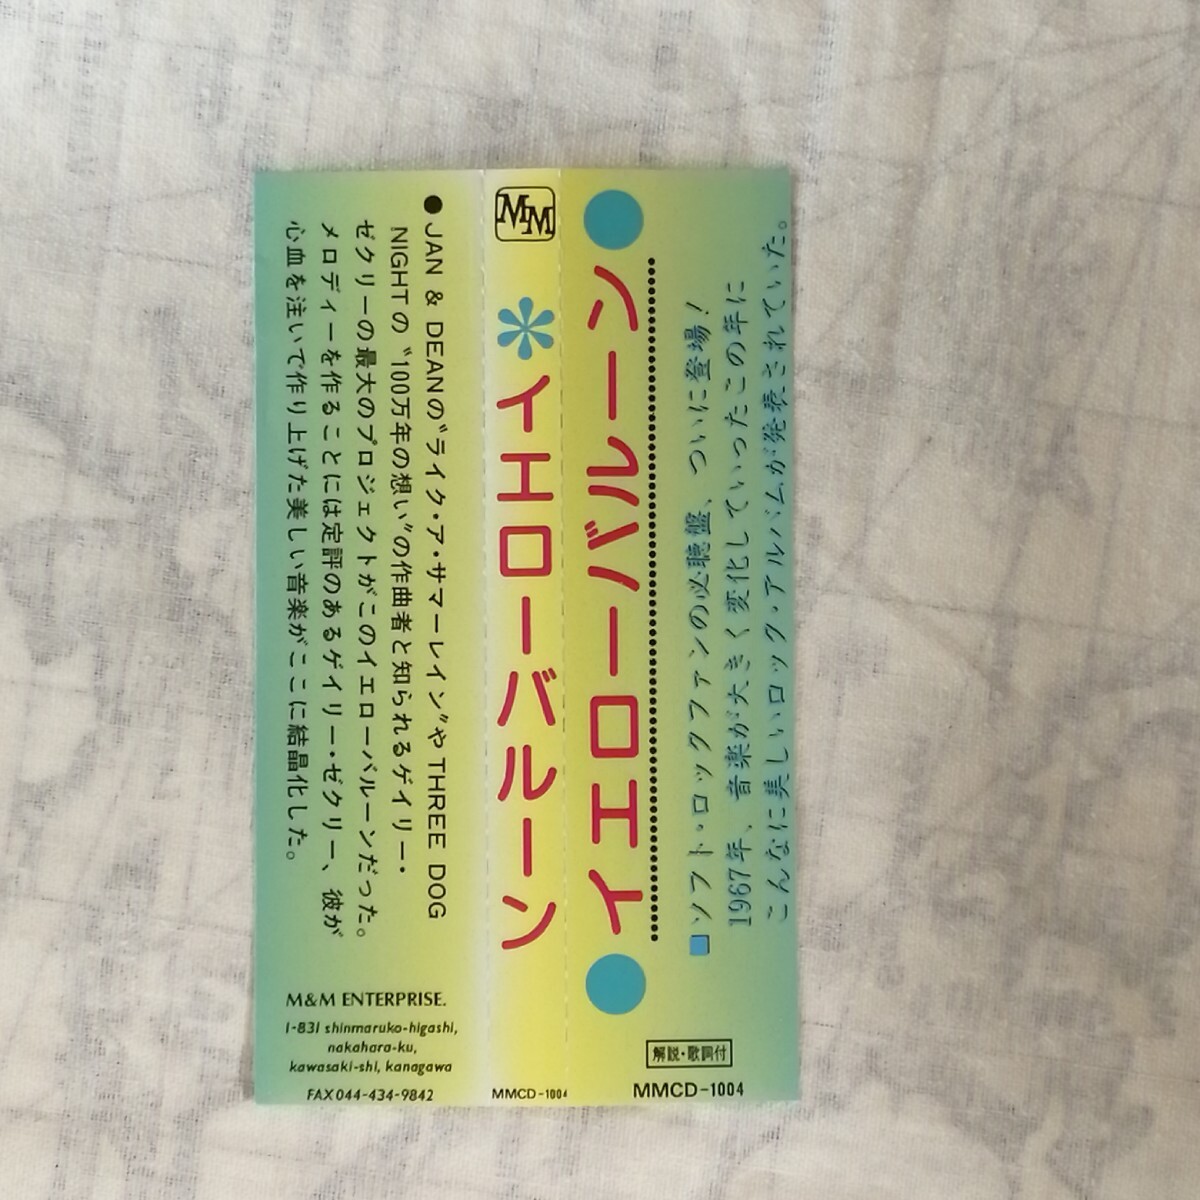 ●JAN & DEANの〝ライク・ア・サマーレイン〟や THREE DOG
NIGHTの〝100万年の想い〟の作曲者と知られるゲイリー・
ゼクリーの最大のプロジェクトがこのイエローバルーンだった。
メロディーを作ることには定評のあるゲイリー・ゼクリー、彼が
心血を注いで作り上げた美しい音楽がここに結晶化した。
M&M ENTERPRISE.
1-831 shinmaruko-higashi,
nakahara-ku,
kawasaki-shi, kanagawa
FAX 044-434-9842
MM
＊イエローバルーン
MMCD-1004
●イエローバルーン●
■ソフト・ロックファンの必聴盤、ついに登場！
1967年、音楽が大きく変化していったこの年に
こんなに美しいロック・アルバムが発表されていた。
解説・歌詞付
MMCD-1004